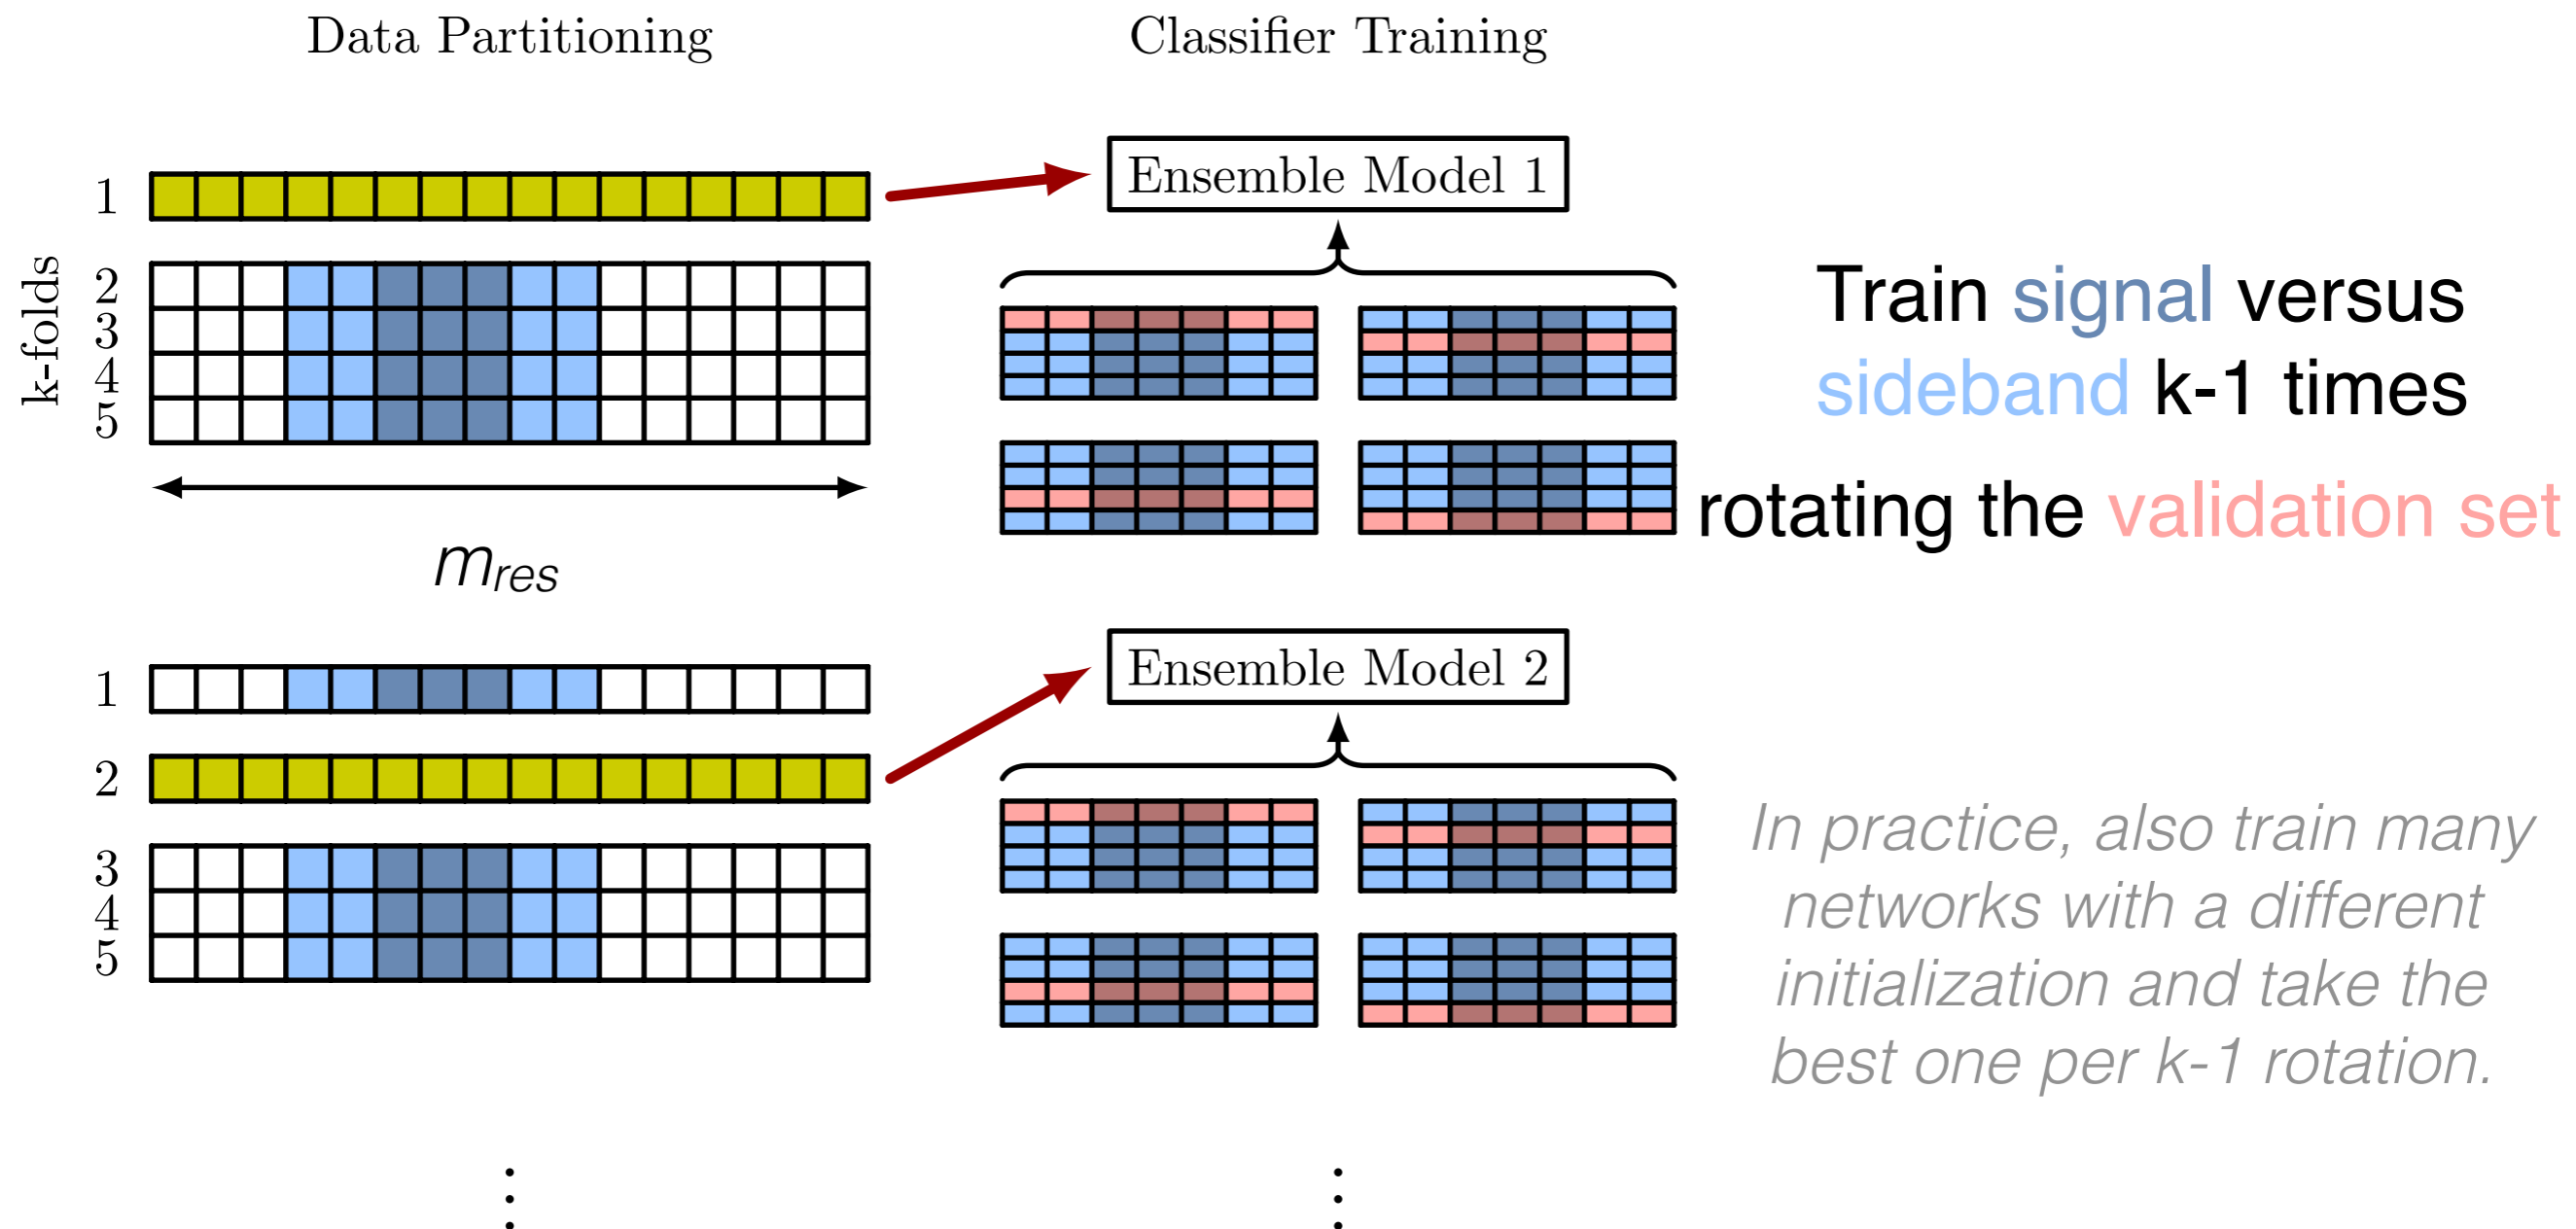 Data Partitioning
Classifier Training
k-folds
1
2
3
4
5
m_res
Ensemble Model 1
Train signal versus
sideband k-1 times
rotating the validation set
1
2
3
4
5
Ensemble Model 2
In practice, also train many
networks with a different
initialization and take the
best one per k-1 rotation.